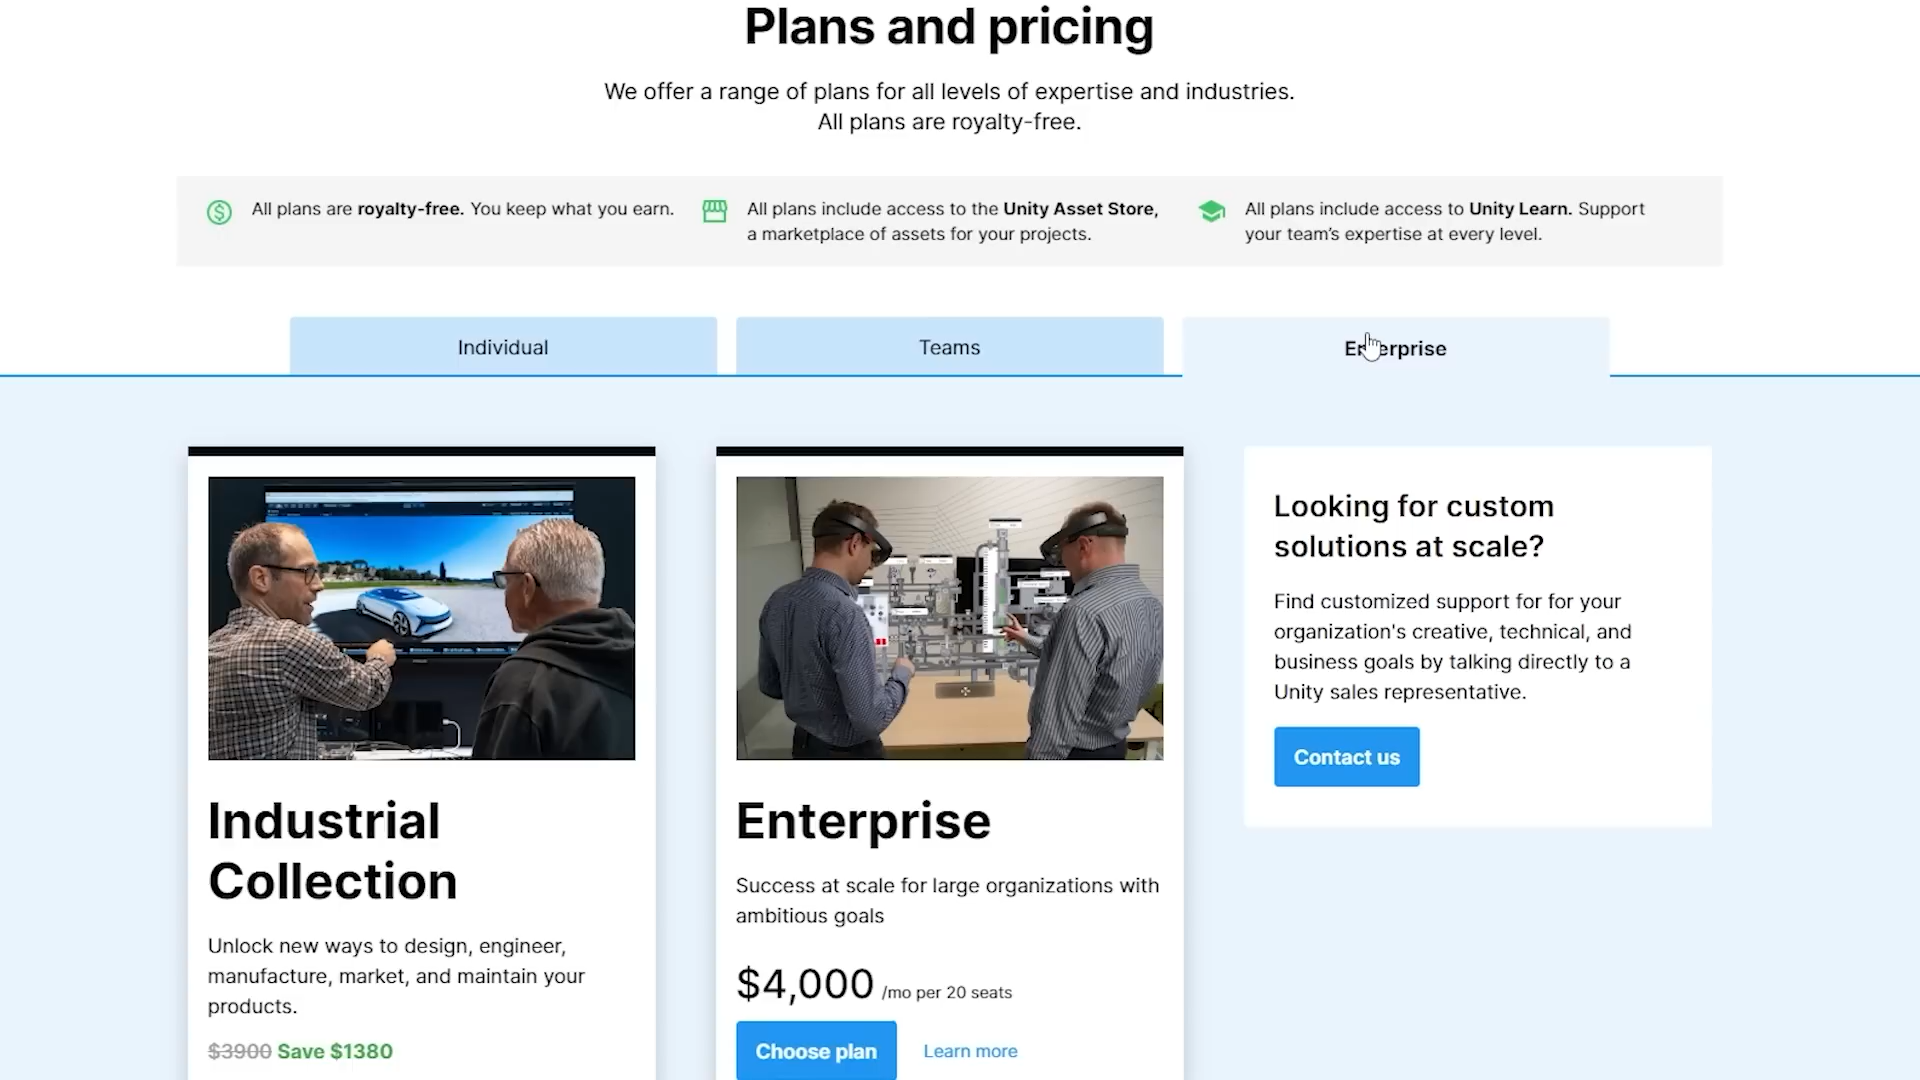 Plans and pricing
We offer a range of plans for all levels of expertise and industries.
All plans are royalty-free.
All plans are royalty-free. You keep what you earn.
All plans include access to the Unity Asset Store,
a marketplace of assets for your projects.
All plans include access to Unity Learn. Support
your team's expertise at every level.
Individual
Teams
Enterprise
Industrial
Collection
Unlock new ways to design, engineer,
manufacture, market, and maintain your
products.
$3900 Save $1380
Enterprise
Success at scale for large organizations with
ambitious goals
$4,000 /mo per 20 seats
Choose plan
Learn more
Looking for custom
solutions at scale?
Find customized support for for your
organization's creative, technical, and
business goals by talking directly to a
Unity sales representative.
Contact us